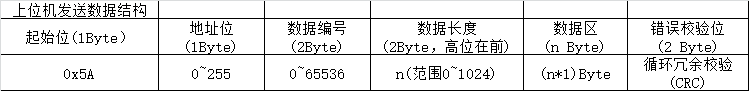 上位机发送数据结构
起始位(1Byte)
地址位
(1Byte)
数据编号
(2Byte)
数据长度
(2Byte，高位在前)
数据区
(n Byte)
错误校验位
(2 Byte)
0x5A
0~255
0~65536
n(范围0~1024)
(n*1)Byte
循环冗余校验
(CRC)